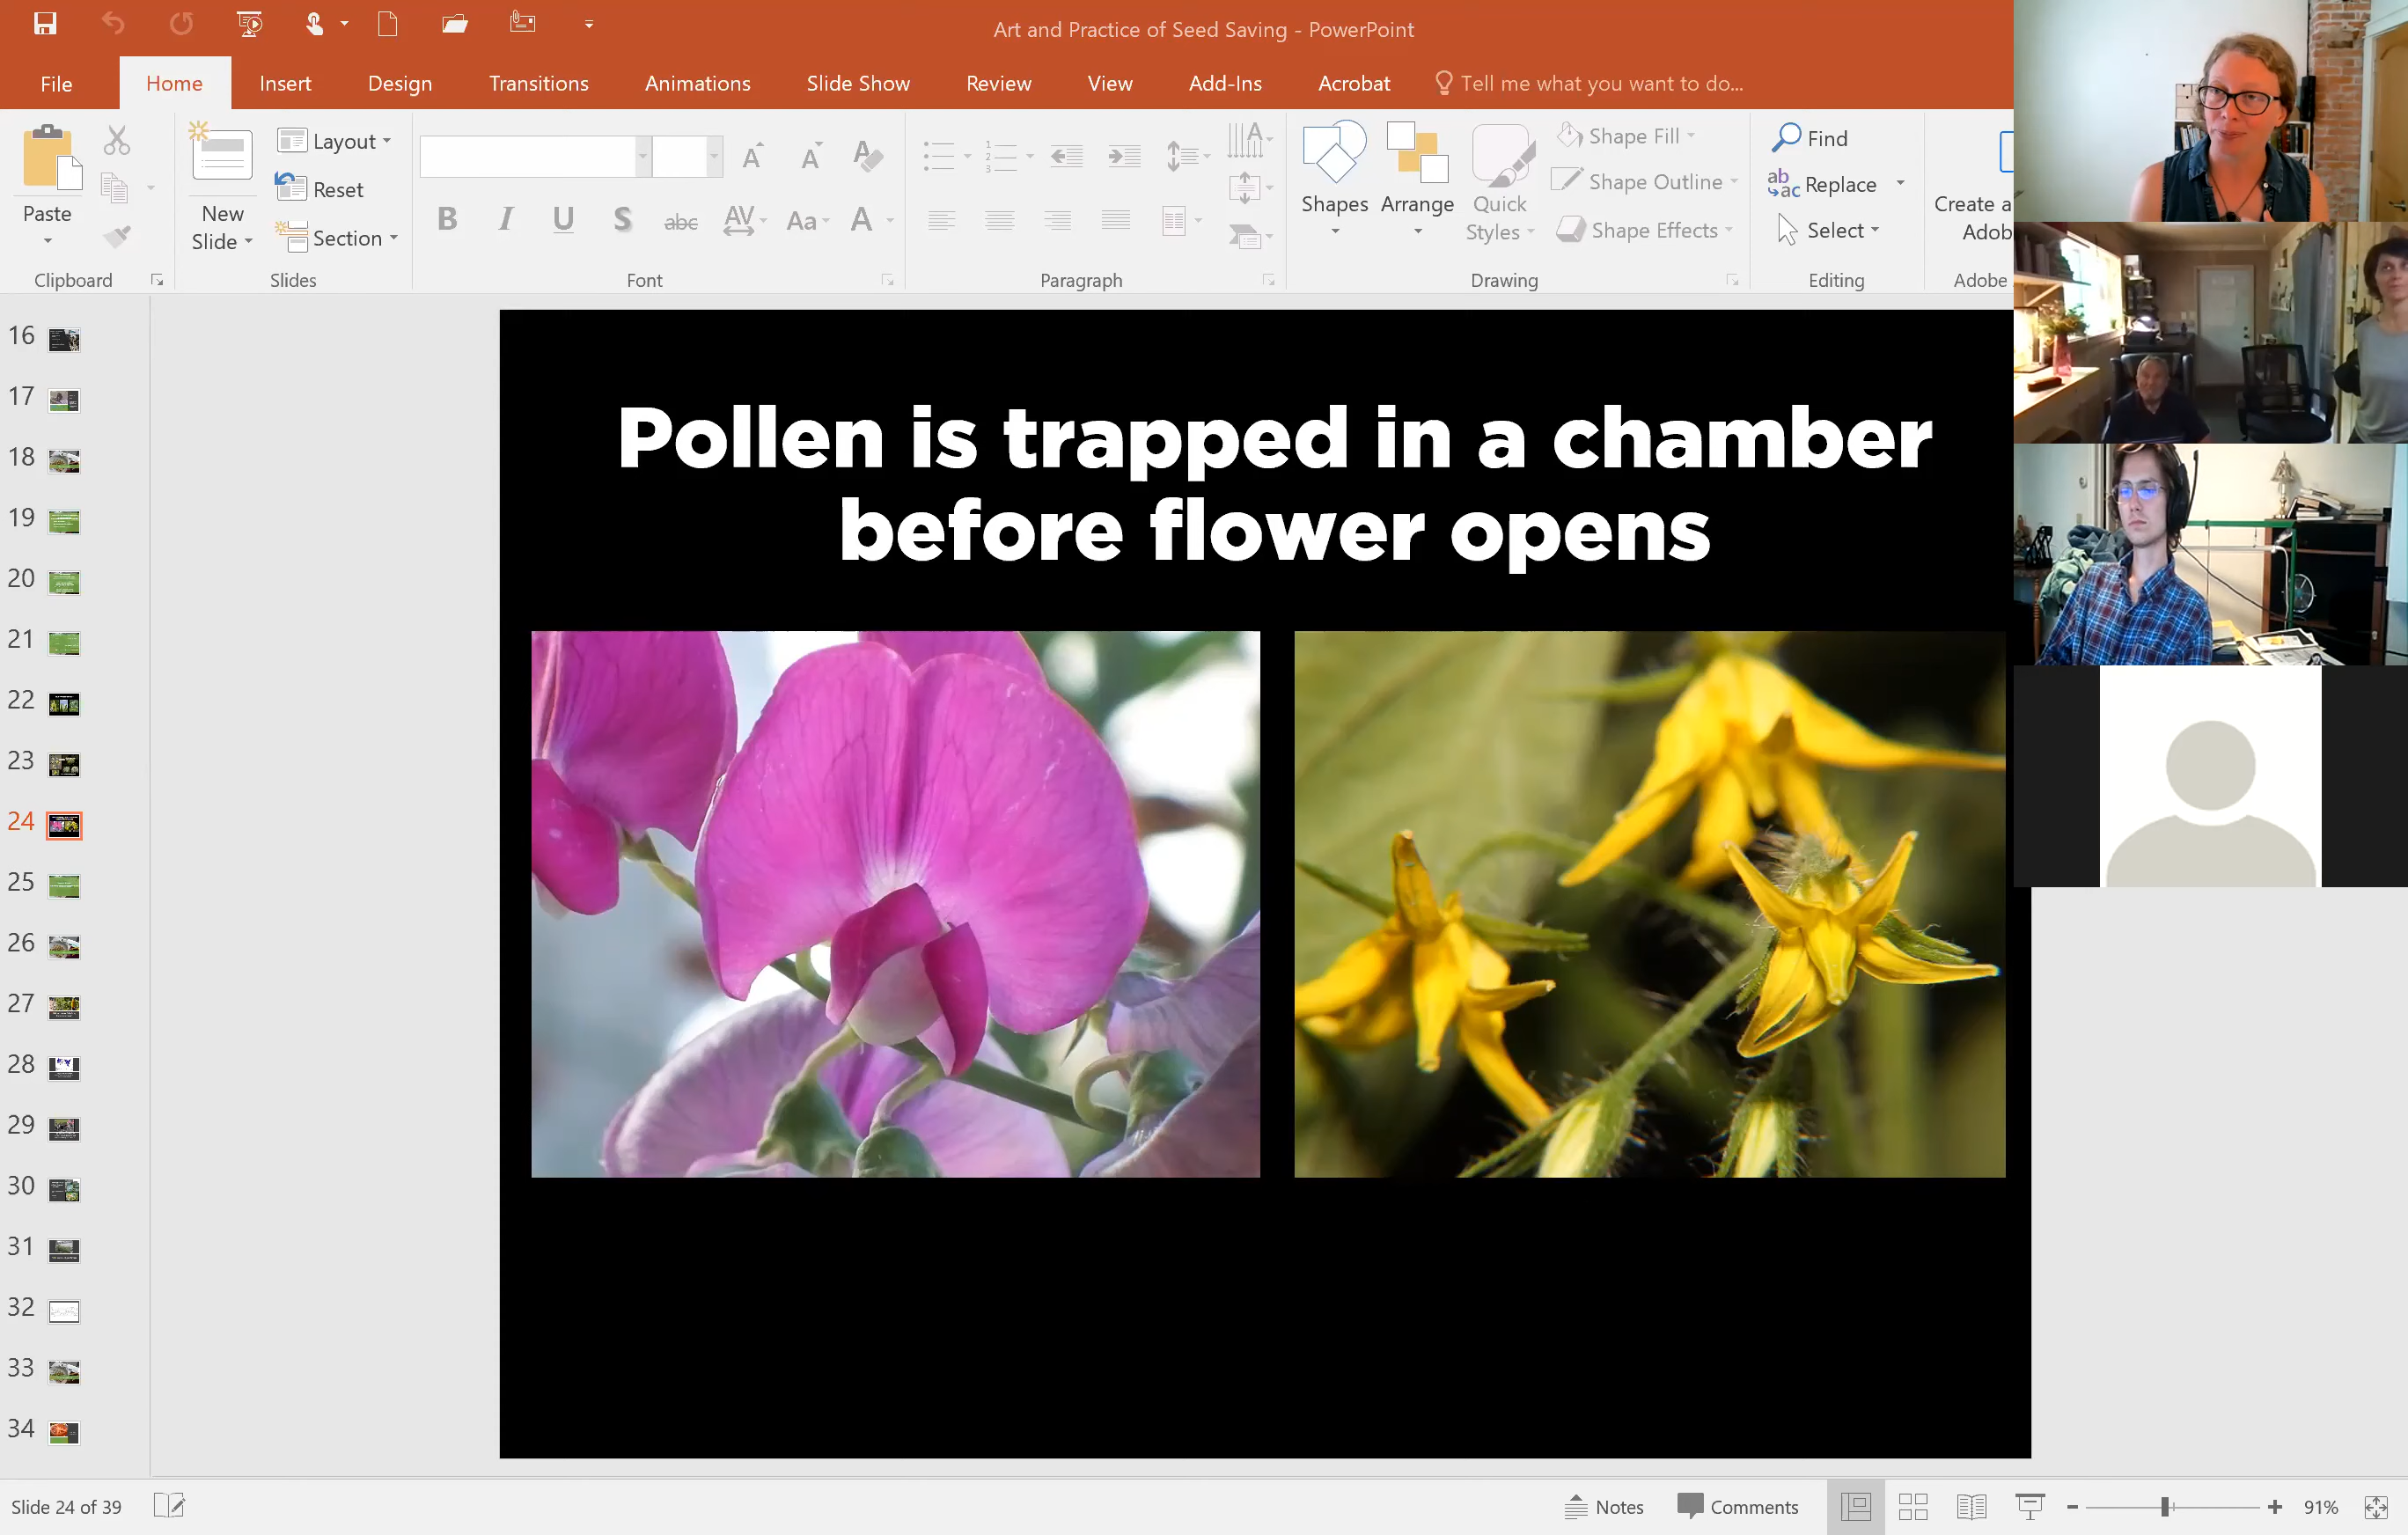 Art and Practice of Seed Saving - PowerPoint
File
Home
Insert
Design
Transitions
Animations
Slide Show
Review
View
Add-Ins
Acrobat
Tell me what you want to do...
Paste
Clipboard
New
Slide
Layout
Reset
Section
Slides
B I U S abc AV Aa A
Font
Paragraph
Shapes
Arrange
Quick
Styles
Shape Fill
Shape Outline
Shape Effects
Drawing
Find
Replace
Select
Editing
Create a
Adob
Adobe
16
17
18
19
20
21
22
23
24
25
26
27
28
29
30
31
32
33
34
Pollen is trapped in a chamber
before flower opens
Slide 24 of 39
Notes
Comments
91%